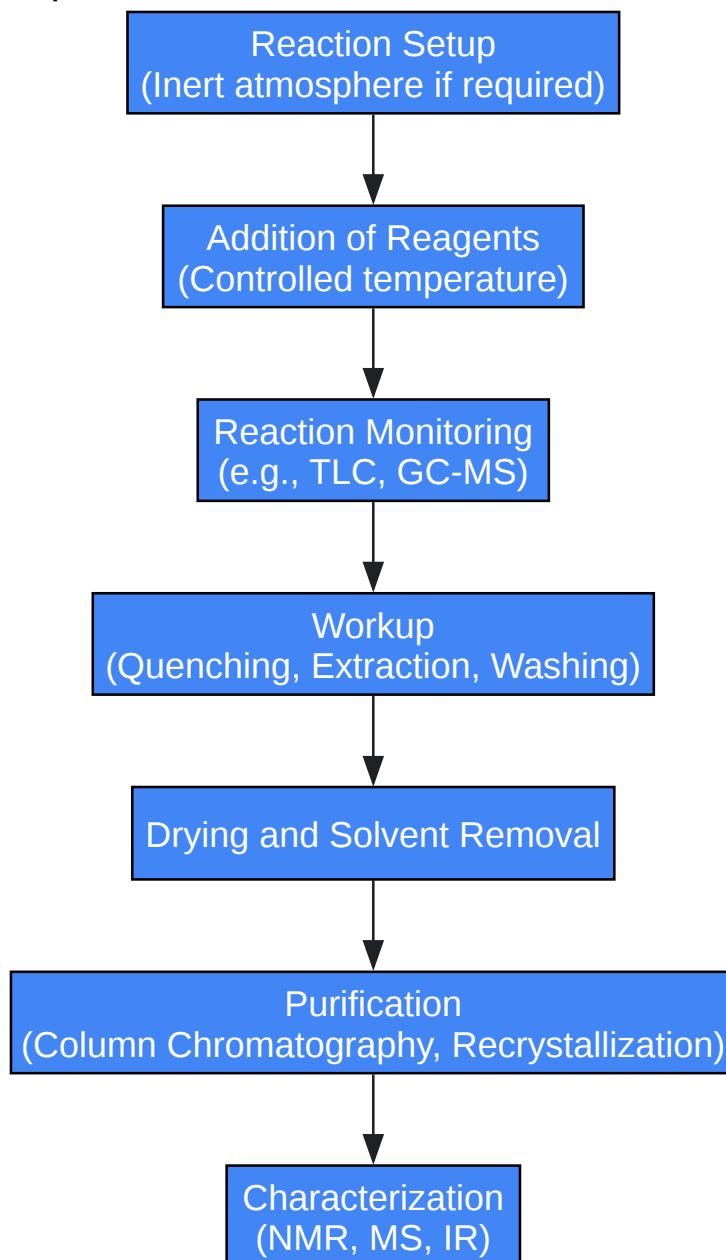 Reaction Setup
(Inert atmosphere if required)
Addition of Reagents
(Controlled temperature)
Reaction Monitoring
(e.g., TLC, GC-MS)
Workup
(Quenching, Extraction, Washing)
Drying and Solvent Removal
Purification
(Column Chromatography, Recrystallization)
Characterization
(NMR, MS, IR)